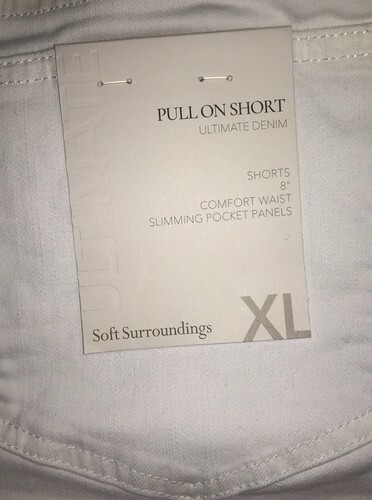 ULTIMATE
PULL ON SHORT
ULTIMATE DENIM
SHORTS
8"
COMFORT WAIST
SLIMMING POCKET PANELS
Soft Surroundings
XL